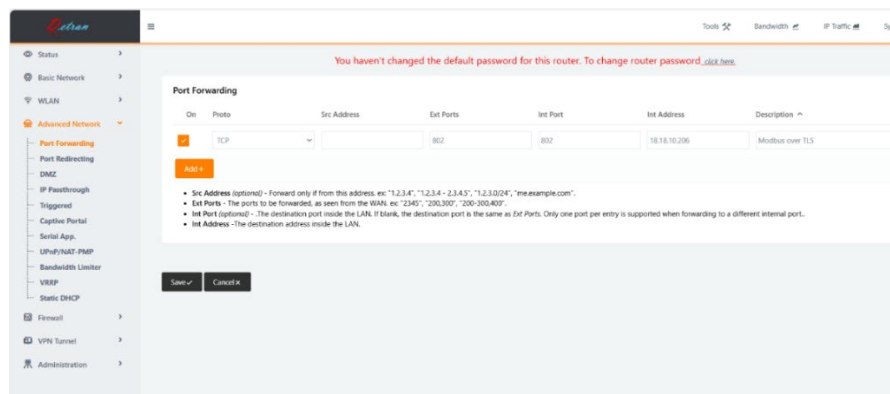 Detran
Tools
Bandwidth
IP Traffic
Sy
Status
Basic Network
WLAN
Advanced Network
Port Forwarding
Port Redirecting
DMZ
IP Passthrough
Triggered
Captive Portal
Serial App.
UPnP/NAT-PMP
Bandwidth Limiter
VRRP
Static DHCP
Firewall
VPN Tunnel
Administration
You haven't changed the default password for this router. To change router password click here.
Port Forwarding
On Proto Src Address Ext Ports Int Port Int Address Description
TCP 802 802 18.18.10.206 Modbus over TLS
Add +
Src Address (optional) - Forward only if from this address. ex: "1.2.3.4", "1.2.3.4 - 2.3.4.5", "1.2.3.0/24", "me.example.com".
Ext Ports - The ports to be forwarded, as seen from the WAN. ex: "2345", "200,300", "200-300,400".
Int Port (optional) - .The destination port inside the LAN. If blank, the destination port is the same as Ext Ports. Only one port per entry is supported when forwarding to a different internal port..
Int Address -The destination address inside the LAN.
Save
Cancel